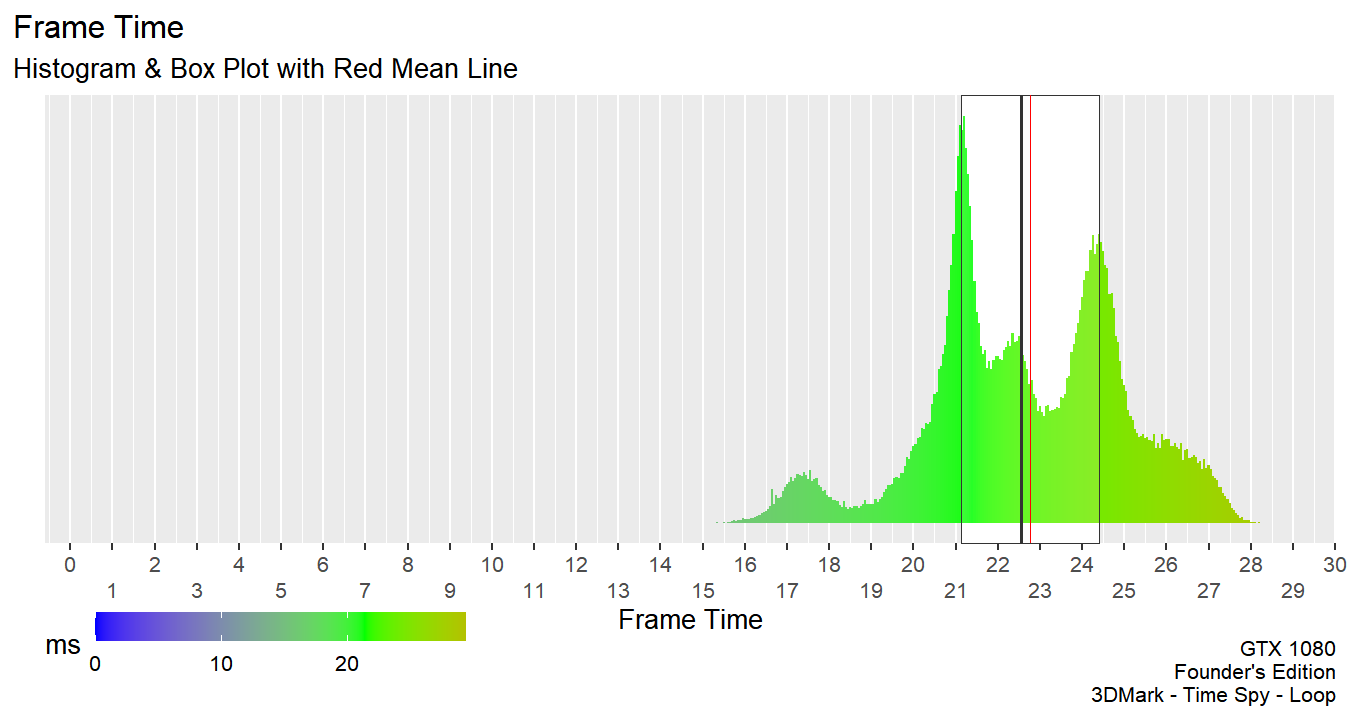 Frame Time
Histogram & Box Plot with Red Mean Line
0 2 4 6 8 10 12 14 16 18 20 22 24 26 28 30
1 3 5 7 9 11 13 15 17 19 21 23 25 27 29
Frame Time
ms
0 10 20
GTX 1080
Founder's Edition
3DMark - Time Spy - Loop